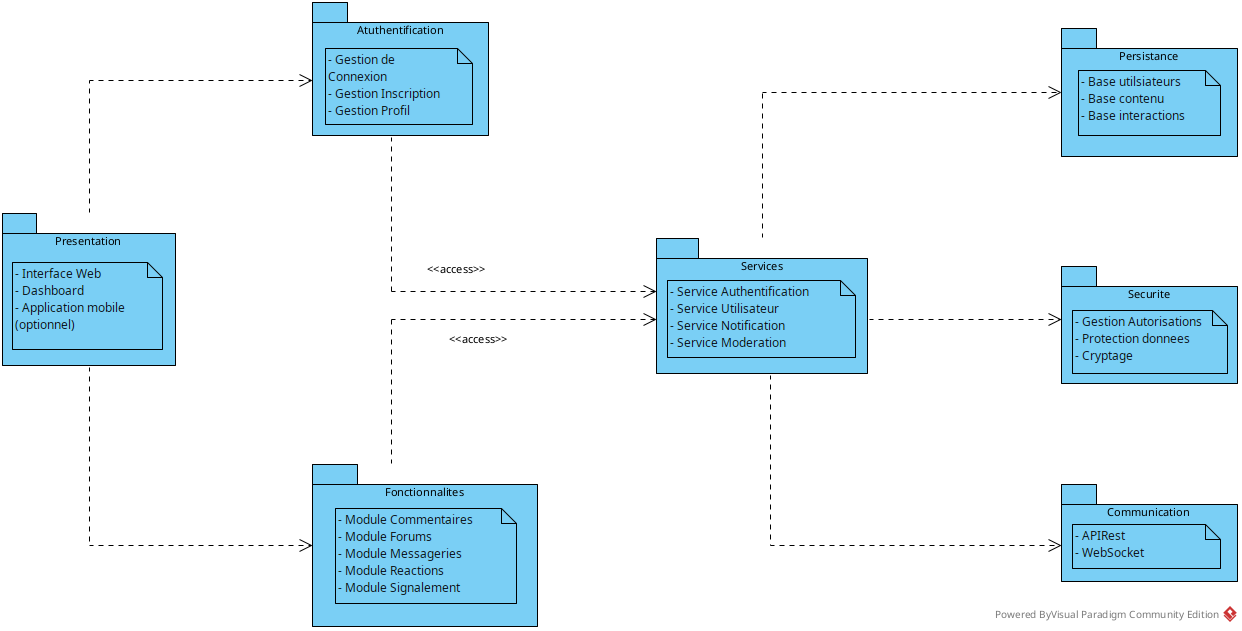 Atuthentification
- Gestion de
Connexion
- Gestion Inscription
- Gestion Profil
Persistance
- Base utilsiateurs
- Base contenu
- Base interactions
Presentation
- Interface Web
- Dashboard
- Application mobile
(optionnel)
<<access>>
<<access>>
Services
- Service Authentification
- Service Utilisateur
- Service Notification
- Service Moderation
Securite
- Gestion Autorisations
- Protection donnees
- Cryptage
Fonctionnalites
- Module Commentaires
- Module Forums
- Module Messageries
- Module Reactions
- Module Signalement
Communication
- APIRest
- WebSocket
Powered ByVisual Paradigm Community Edition